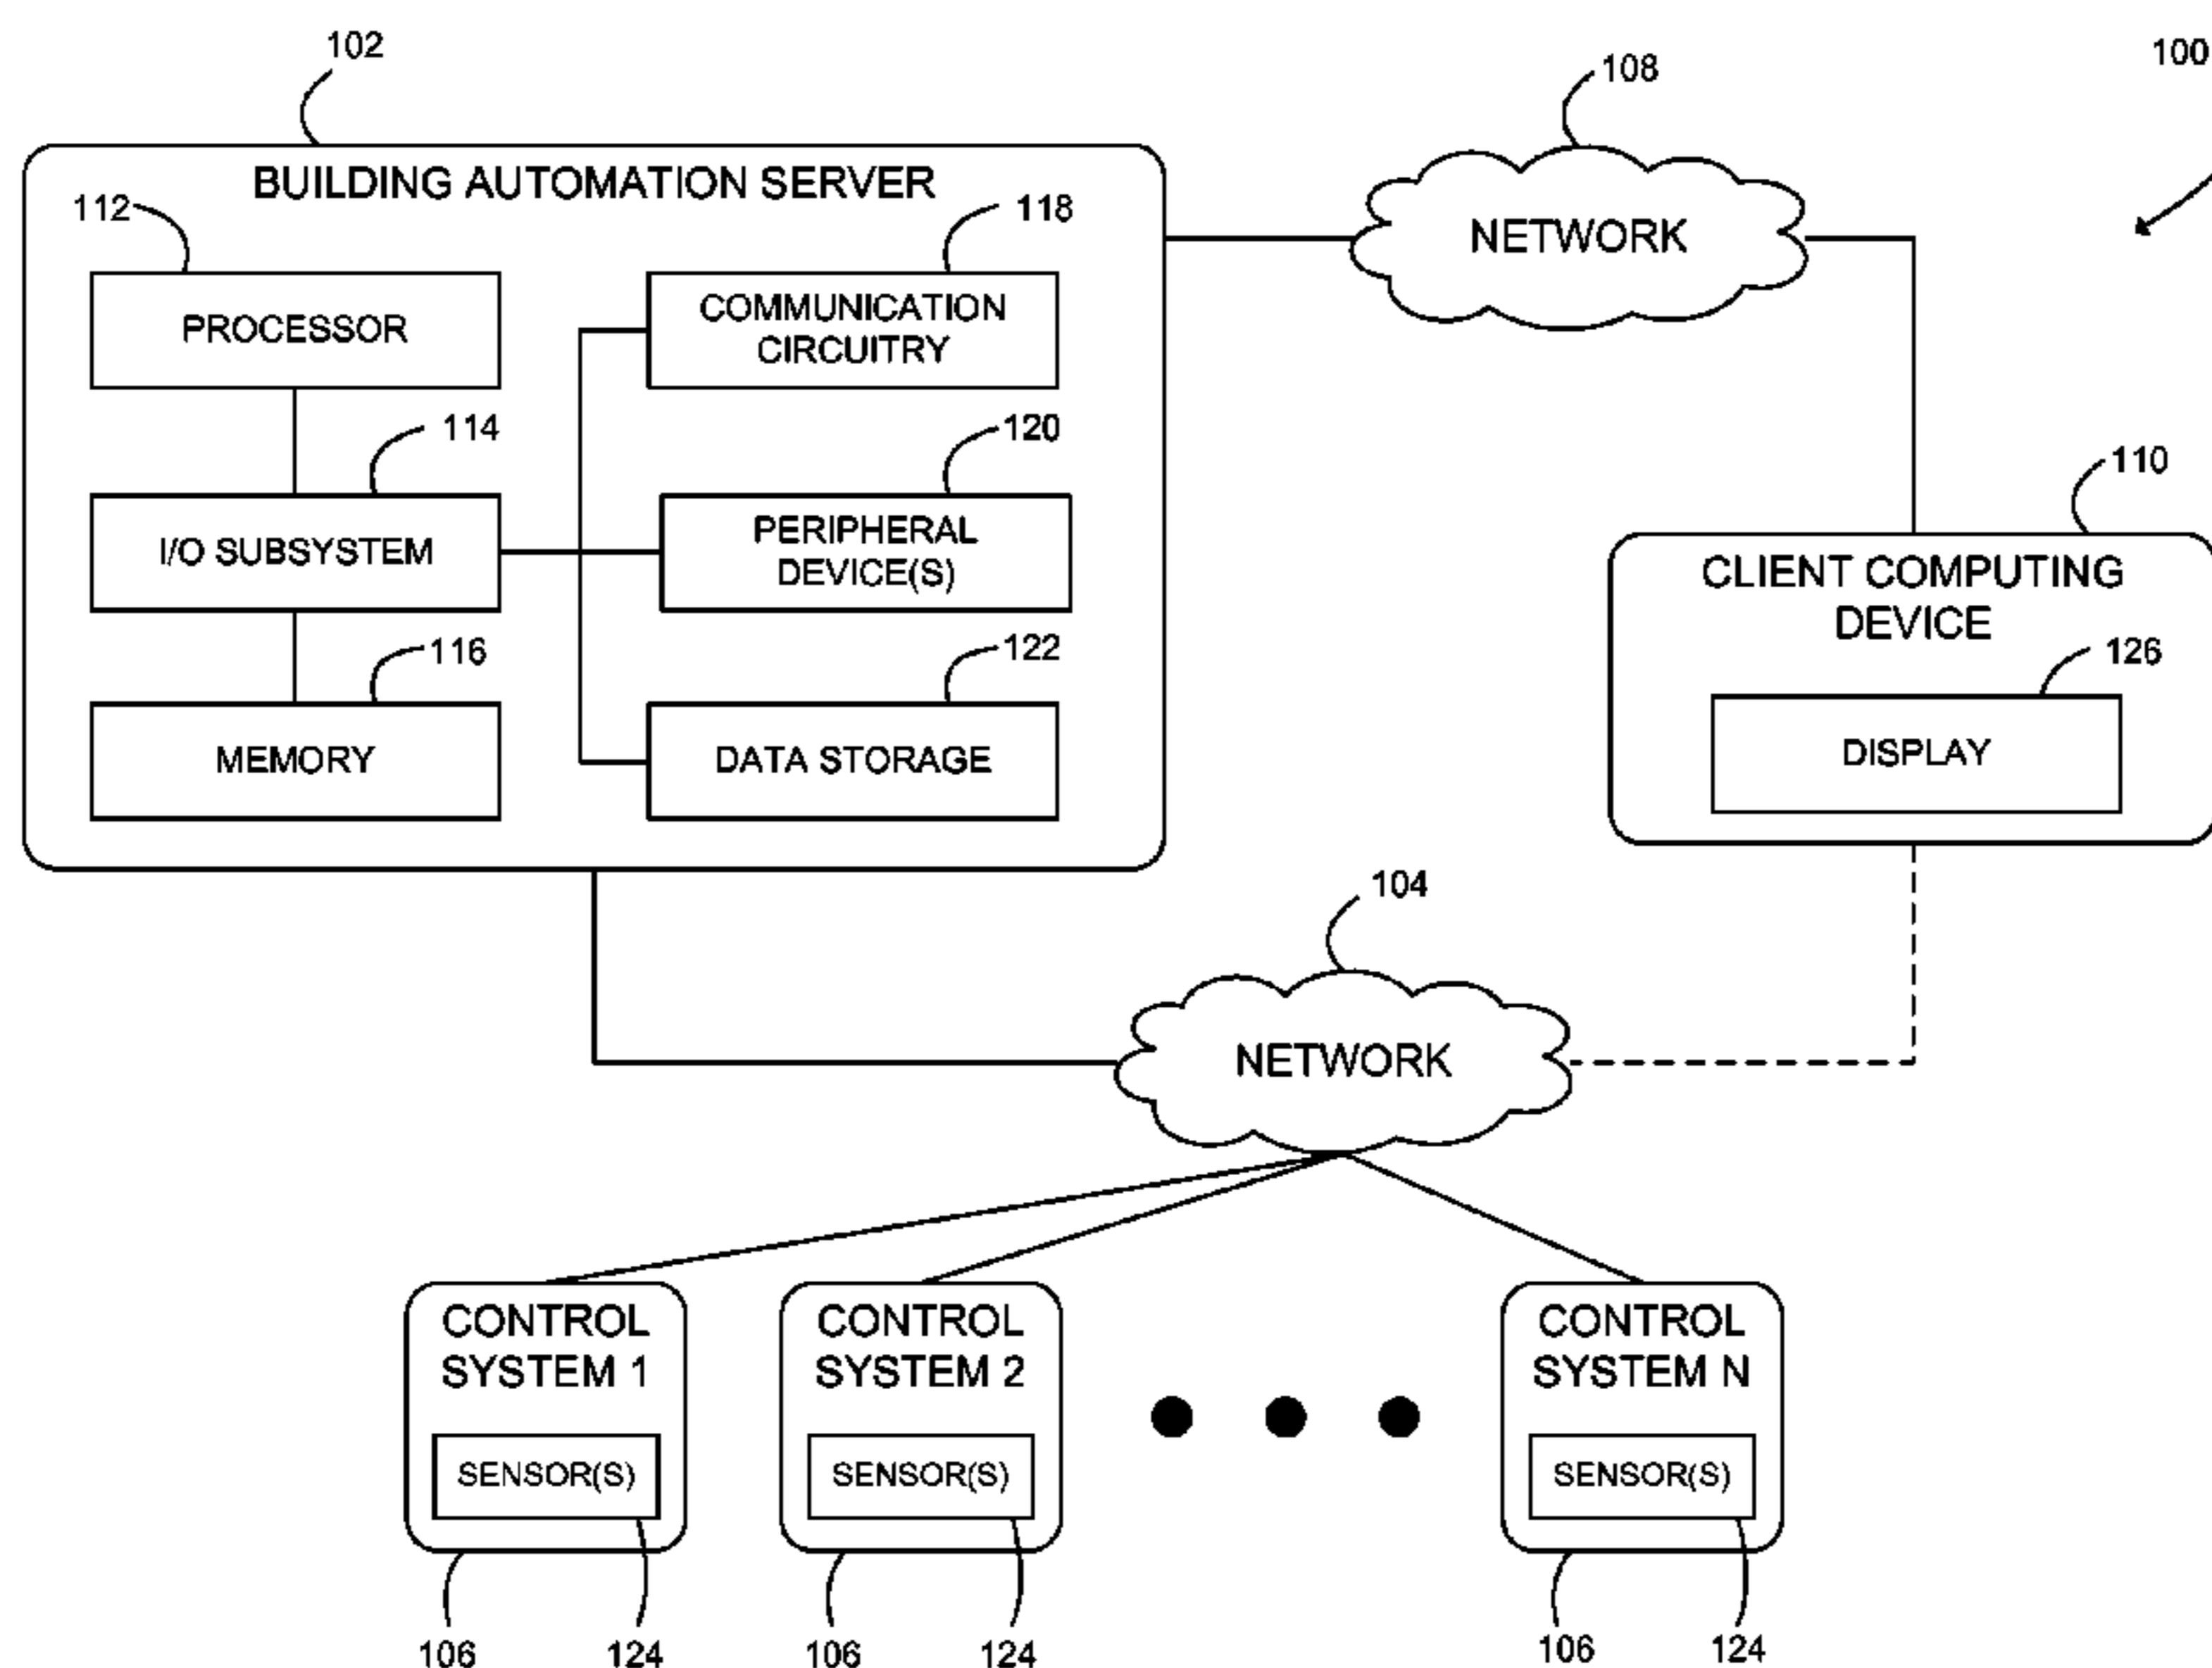 102
108
100
BUILDING AUTOMATION SERVER
112
118
NETWORK
PROCESSOR
COMMUNICATION
CIRCUITRY
114
120
110
I/O SUBSYSTEM
PERIPHERAL
DEVICE(S)
CLIENT COMPUTING
DEVICE
116
122
126
MEMORY
DATA STORAGE
DISPLAY
104
NETWORK
CONTROL
SYSTEM 1
CONTROL
SYSTEM 2
CONTROL
SYSTEM N
SENSOR(S)
SENSOR(S)
SENSOR(S)
106
124
106
124
106
124